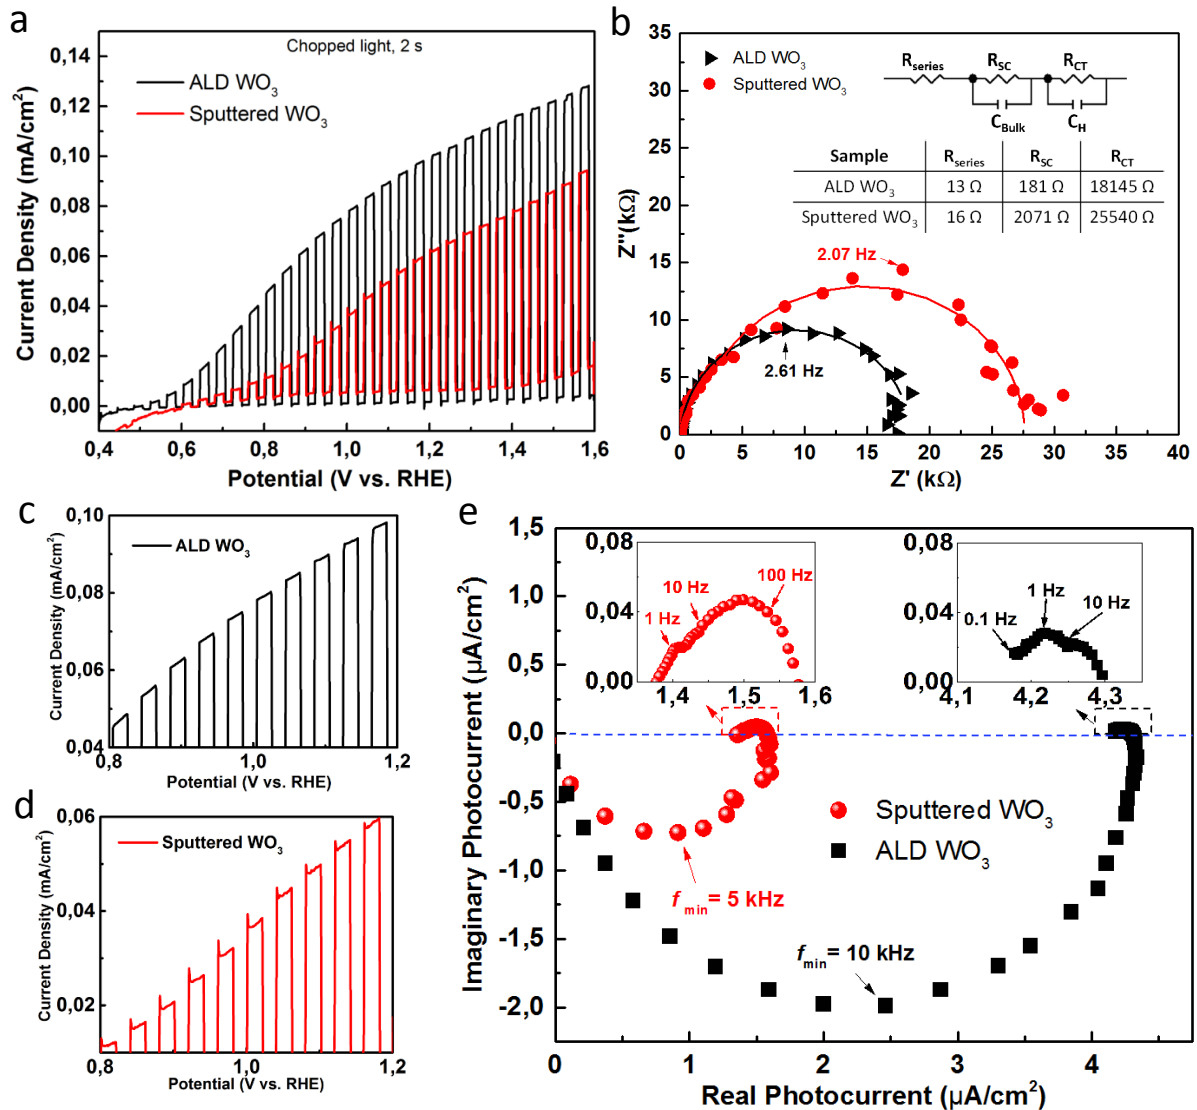 a
Chopped light, 2 s
ALD WO3
Sputtered WO3
Current Density (mA/cm²)
0,14
0,12
0,10
0,08
0,06
0,04
0,02
0,00
0,4 0,6 0,8 1,0 1,2 1,4 1,6
Potential (V vs. RHE)
b
ALD WO3
Sputtered WO3
Rseries RSC RCT
CBulk CH
Sample Rseries RSC RCT
ALD WO3 13 Ω 181 Ω 18145 Ω
Sputtered WO3 16 Ω 2071 Ω 25540 Ω
2.07 Hz
2.61 Hz
Z''(kΩ)
35
30
25
20
15
10
5
0
0 5 10 15 20 25 30 35 40
Z' (kΩ)
c
ALD WO3
Current Density (mA/cm²)
0,10
0,08
0,06
0,04
0,8 1,0 1,2
Potential (V vs. RHE)
d
Sputtered WO3
Current Density (mA/cm²)
0,06
0,04
0,02
0,8 1,0 1,2
Potential (V vs. RHE)
e
Imaginary Photocurrent (µA/cm²)
1,5
1,0
0,5
0,0
-0,5
-1,0
-1,5
-2,0
0,08
0,04
0,00
1 Hz
10 Hz
100 Hz
1,4 1,5 1,6
0,08
0,04
0,00
0.1 Hz
1 Hz
10 Hz
4,1 4,2 4,3
Sputtered WO3
ALD WO3
f min= 5 kHz
fmin= 10 kHz
0 1 2 3 4
Real Photocurrent (µA/cm²)